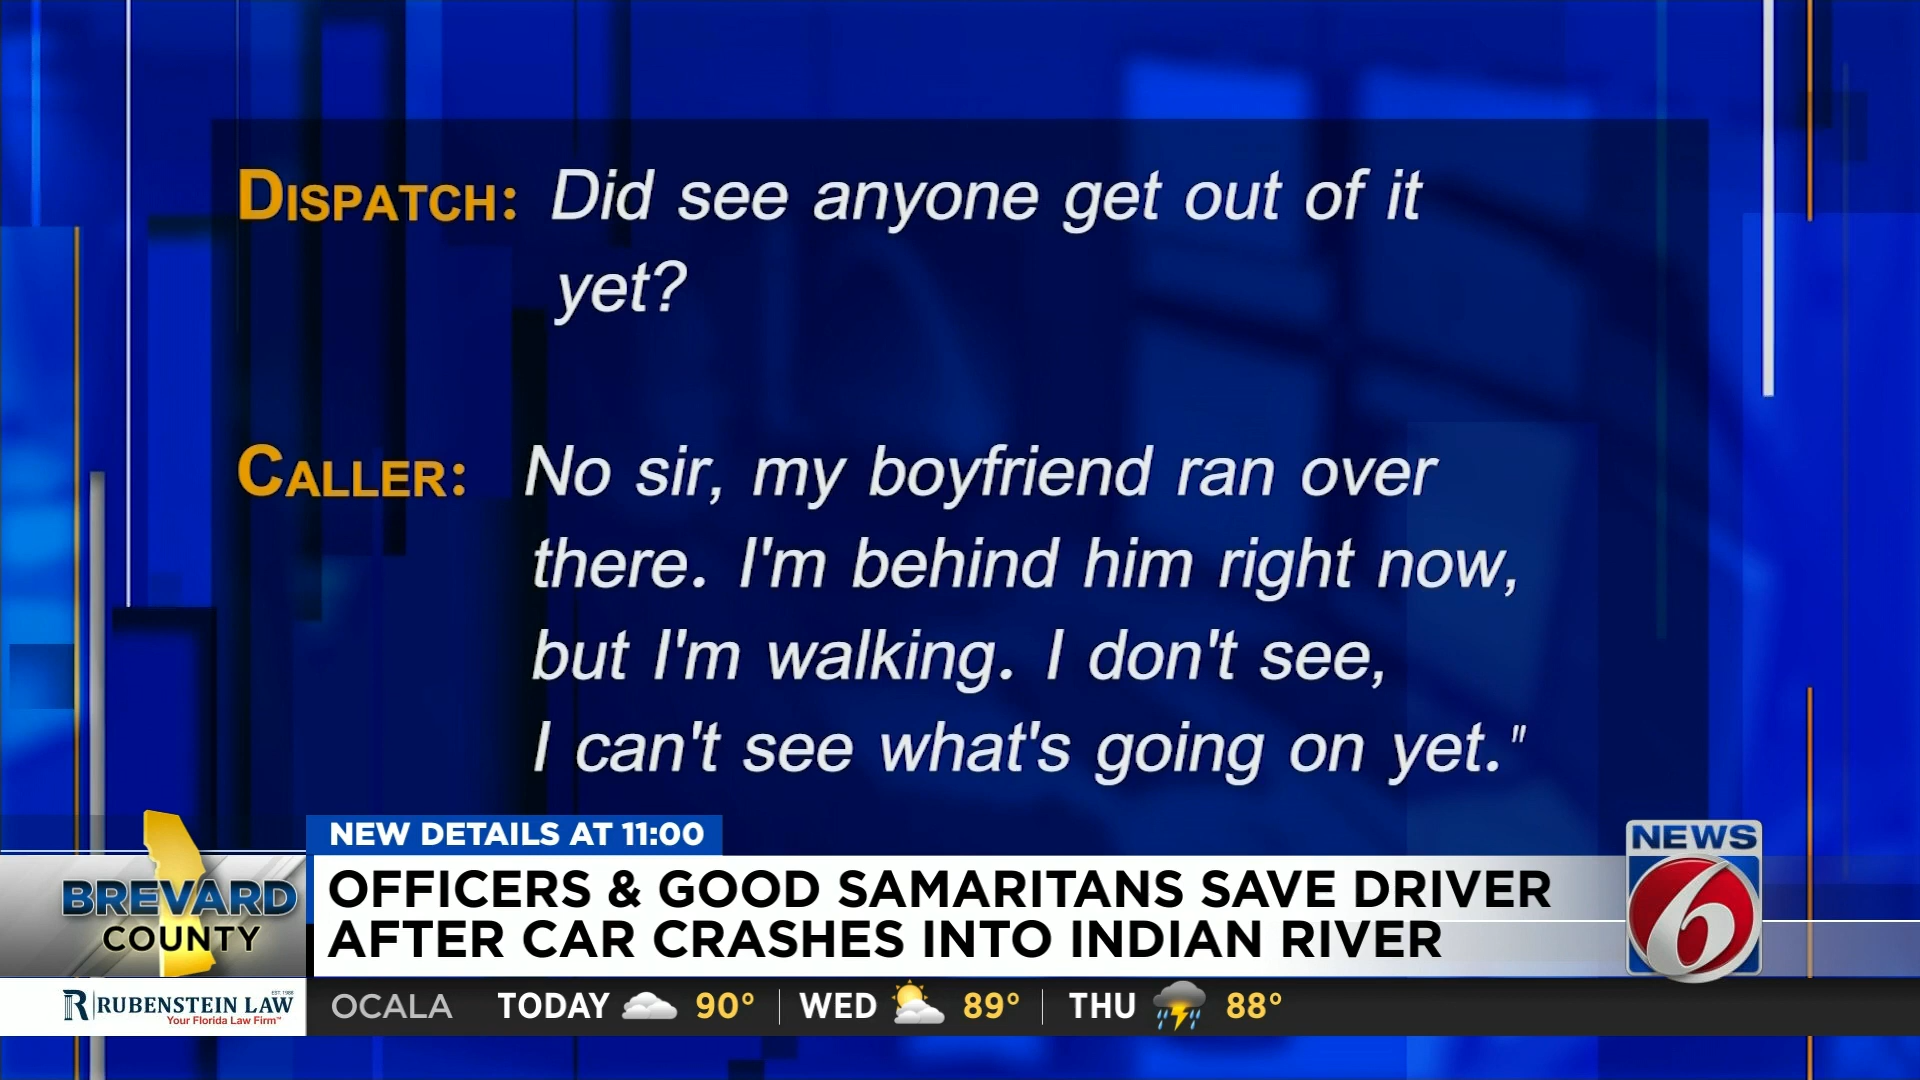 DISPATCH: Did see anyone get out of it
yet?
CALLER: No sir, my boyfriend ran over
there. I'm behind him right now,
but I'm walking. I don't see,
I can't see what's going on yet."
NEW DETAILS AT 11:00
BREVARD
COUNTY
OFFICERS & GOOD SAMARITANS SAVE DRIVER
AFTER CAR CRASHES INTO INDIAN RIVER
NEWS
6
R RUBENSTEIN LAW
EST. 1988
Your Florida Law Firm™
OCALA TODAY 90° WED 89° THU 88°